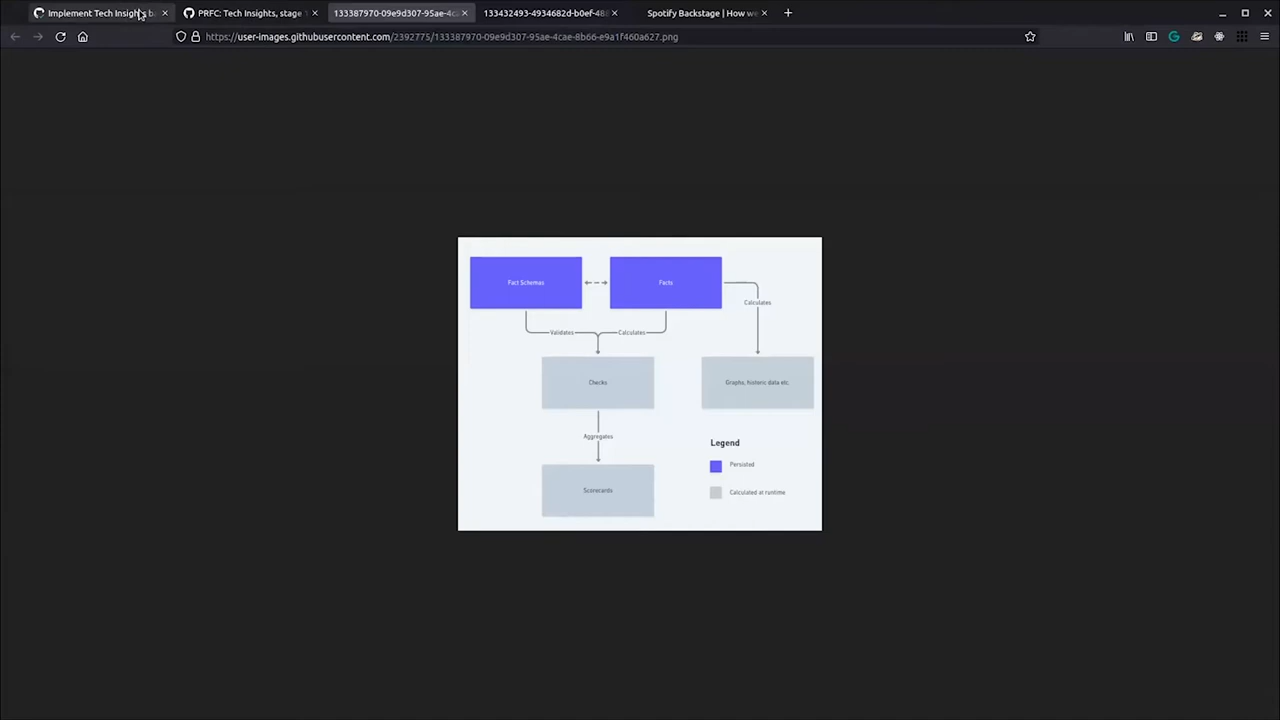 Implement Tech Insights b
PRFC: Tech Insights, stage
133387970-09e9d307-95ae-4ca
133432493-4934682d-b0ef-48
Spotify Backstage | How we
https://user-images.githubusercontent.com/2392775/133387970-09e9d307-95ae-4cae-8b66-e9a1f460a627.png
Fact Schemas
Facts
Calculates
Validates
Calculates
Checks
Graphs, historic data etc.
Aggregates
Legend
Persisted
Scorecards
Calculated at runtime